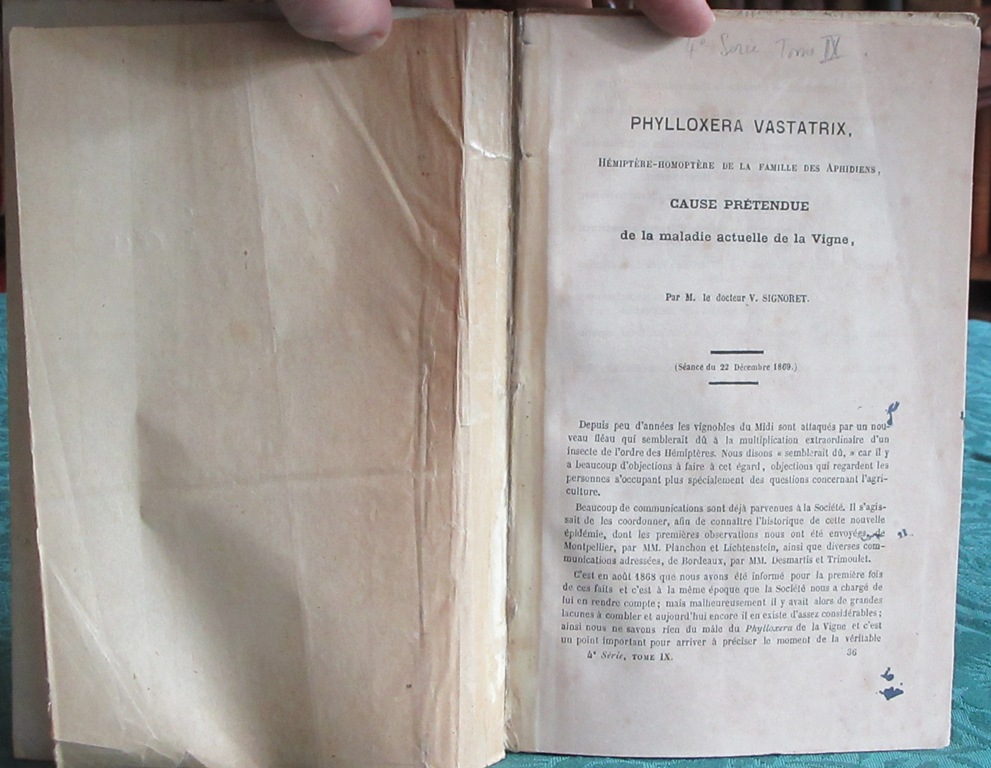 4e Serie Tome IX
PHYLLOXERA VASTATRIX,
HÉMIPTÈRE-HOMOPTÈRE DE LA FAMILLE DES APHIDIENS,
CAUSE PRÉTENDUE
de la maladie actuelle de la Vigne,
Par M. le docteur V. SIGNORET.
(Séance du 22 Décembre 1869.)
Depuis peu d'années les vignobles du Midi sont attaqués par un nou-
veau fléau qui semblerait dû à la multiplication extraordinaire d'un
insecte de l'ordre des Hémiptères. Nous disons « semblerait dû, » car il y
a beaucoup d'objections à faire à cet égard, objections qui regardent les
personnes s'occupant plus spécialement des questions concernant l'agri-
culture.
Beaucoup de communications sont déjà parvenues à la Société. Il s'agis-
sait de les coordonner, afin de connaître l'historique de cette nouvelle
épidémie, dont les premières observations nous ont été envoyées de
Montpellier, par MM. Planchon et Lichtenstein, ainsi que diverses com-
munications adressées, de Bordeaux, par MM. Desmartis et Trimoulet.
C'est en août 1868 que nous avons été informé pour la première fois
de ces faits et c'est à la même époque que la Société nous a chargé de
lui en rendre compte; mais malheureusement il y avait alors de grandes
lacunes à combler et aujourd'hui encore il en existe d'assez considérables;
ainsi nous ne savons rien du mâle du Phylloxera de la Vigne et c'est
un point important pour arriver à préciser le moment de la véritable
4e Série, TOME IX. 36